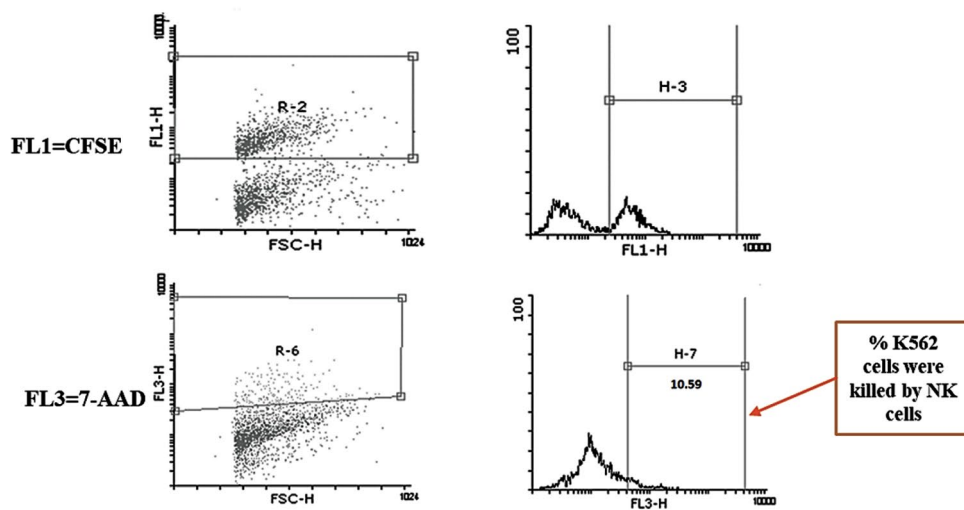 10000
FL1-H
R-2
FSC-H
1024
FL1=CFSE
100
H-3
FL1-H
10000
10000
FL3-H
R-6
FSC-H
1024
FL3=7-AAD
100
H-7
10.59
FL3-H
10000
% K562
cells were
killed by NK
cells